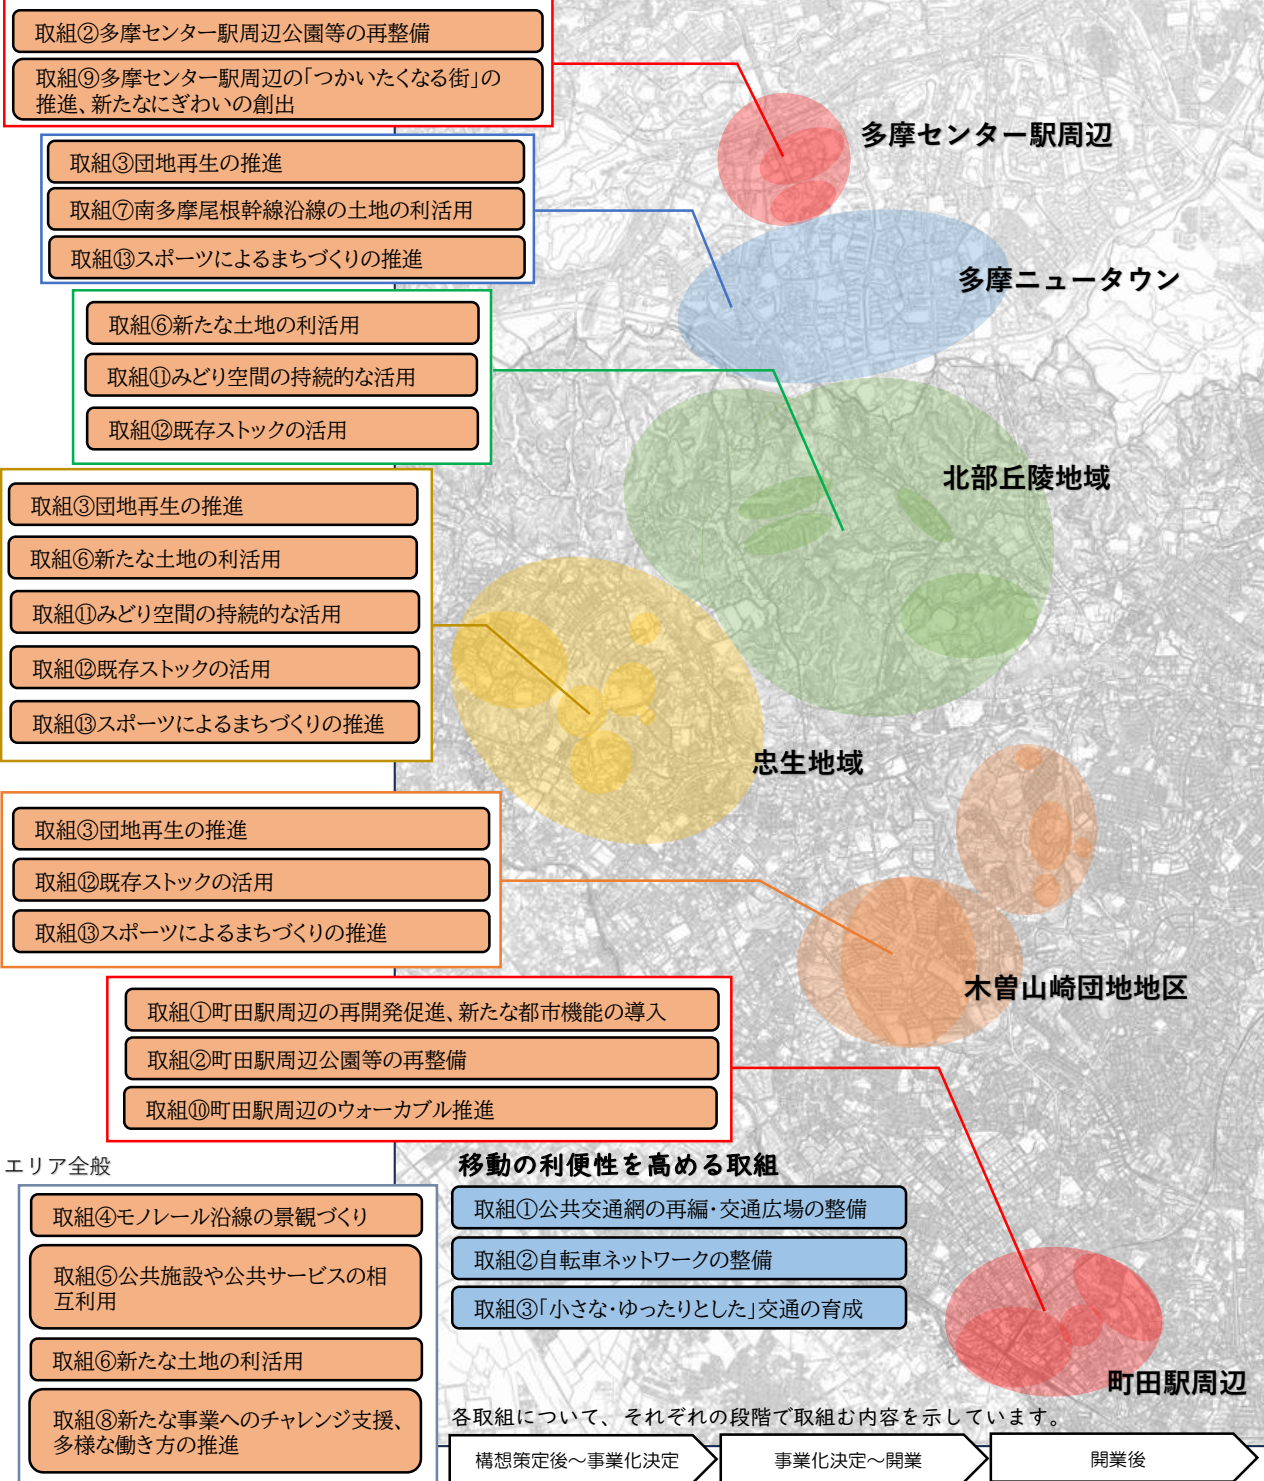 取組②多摩センター駅周辺公園等の再整備
取組⑨多摩センター駅周辺の「つかいたくなる街」の
推進、新たなにぎわいの創出
多摩センター駅周辺
取組③団地再生の推進
取組⑦南多摩尾根幹線沿線の土地の利活用
取組⑬スポーツによるまちづくりの推進
多摩ニュータウン
取組⑥新たな土地の利活用
取組⑪みどり空間の持続的な活用
取組⑫既存ストックの活用
北部丘陵地域
取組③団地再生の推進
取組⑥新たな土地の利活用
取組⑪みどり空間の持続的な活用
取組⑫既存ストックの活用
取組⑬スポーツによるまちづくりの推進
忠生地域
取組③団地再生の推進
取組⑫既存ストックの活用
取組⑬スポーツによるまちづくりの推進
木曽山崎団地地区
取組①町田駅周辺の再開発促進、新たな都市機能の導入
取組②町田駅周辺公園等の再整備
取組⑩町田駅周辺のウォーカブル推進
町田駅周辺
エリア全般
取組④モノレール沿線の景観づくり
取組⑤公共施設や公共サービスの相
互利用
取組⑥新たな土地の利活用
取組⑧新たな事業へのチャレンジ支援、
多様な働き方の推進
移動の利便性を高める取組
取組①公共交通網の再編・交通広場の整備
取組②自転車ネットワークの整備
取組③「小さな・ゆったりとした」交通の育成
各取組について、それぞれの段階で取組む内容を示しています。
構想策定後～事業化決定
事業化決定～開業
開業後